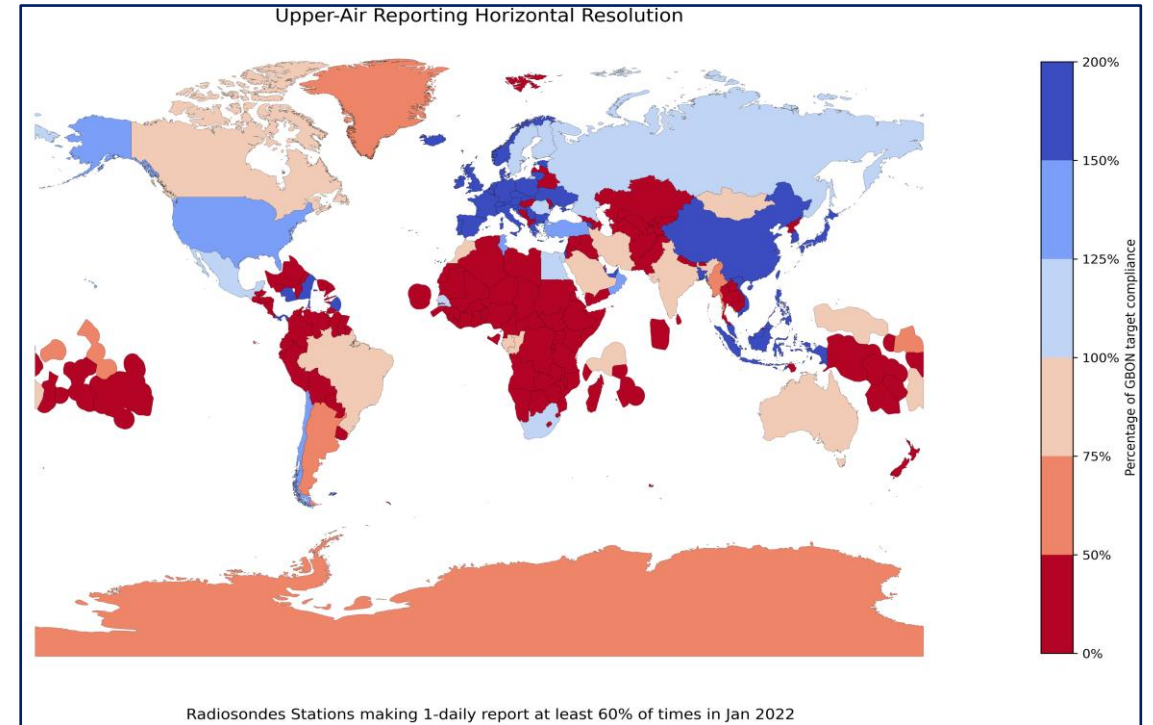 Upper-Air Reporting Horizontal Resolution
200%
150%
125%
100%
75%
50%
0%
Percentage of GBON target compliance
Radiosondes Stations making 1-daily report at least 60% of times in Jan 2022